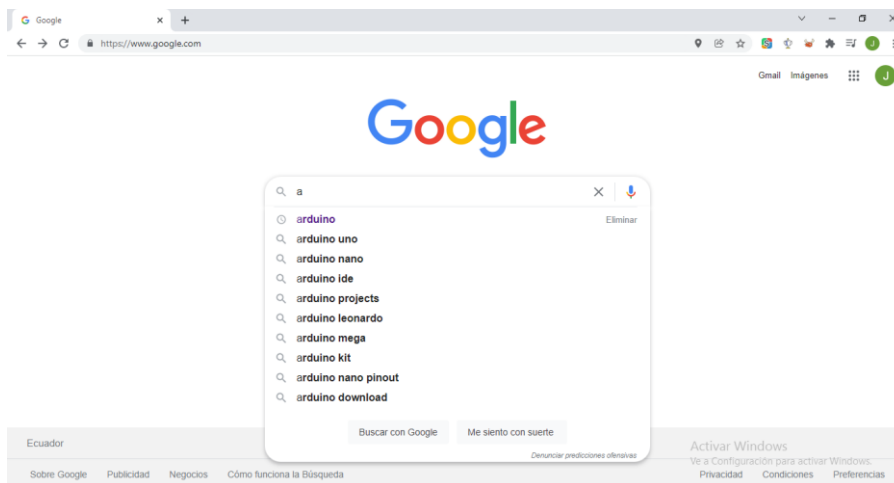 Google
https://www.google.com
J
Gmail Imágenes
J
Google
a
arduino Eliminar
arduino uno
arduino nano
arduino ide
arduino projects
arduino leonardo
arduino mega
arduino kit
arduino nano pinout
arduino download
Buscar con Google Me siento con suerte
Denunciar predicciones ofensivas
Ecuador
Activar Windows
Ve a Configuración para activar Windows.
Sobre Google Publicidad Negocios Cómo funciona la Búsqueda Privacidad Condiciones Preferencias